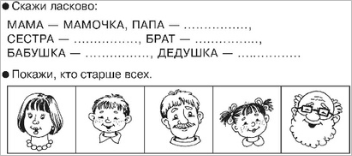 ● Скажи ласково:
МАМА — МАМОЧКА, ПАПА — ................,
СЕСТРА — ................, БРАТ — ................,
БАБУШКА — ................, ДЕДУШКА — ................
● Покажи, кто старше всех.